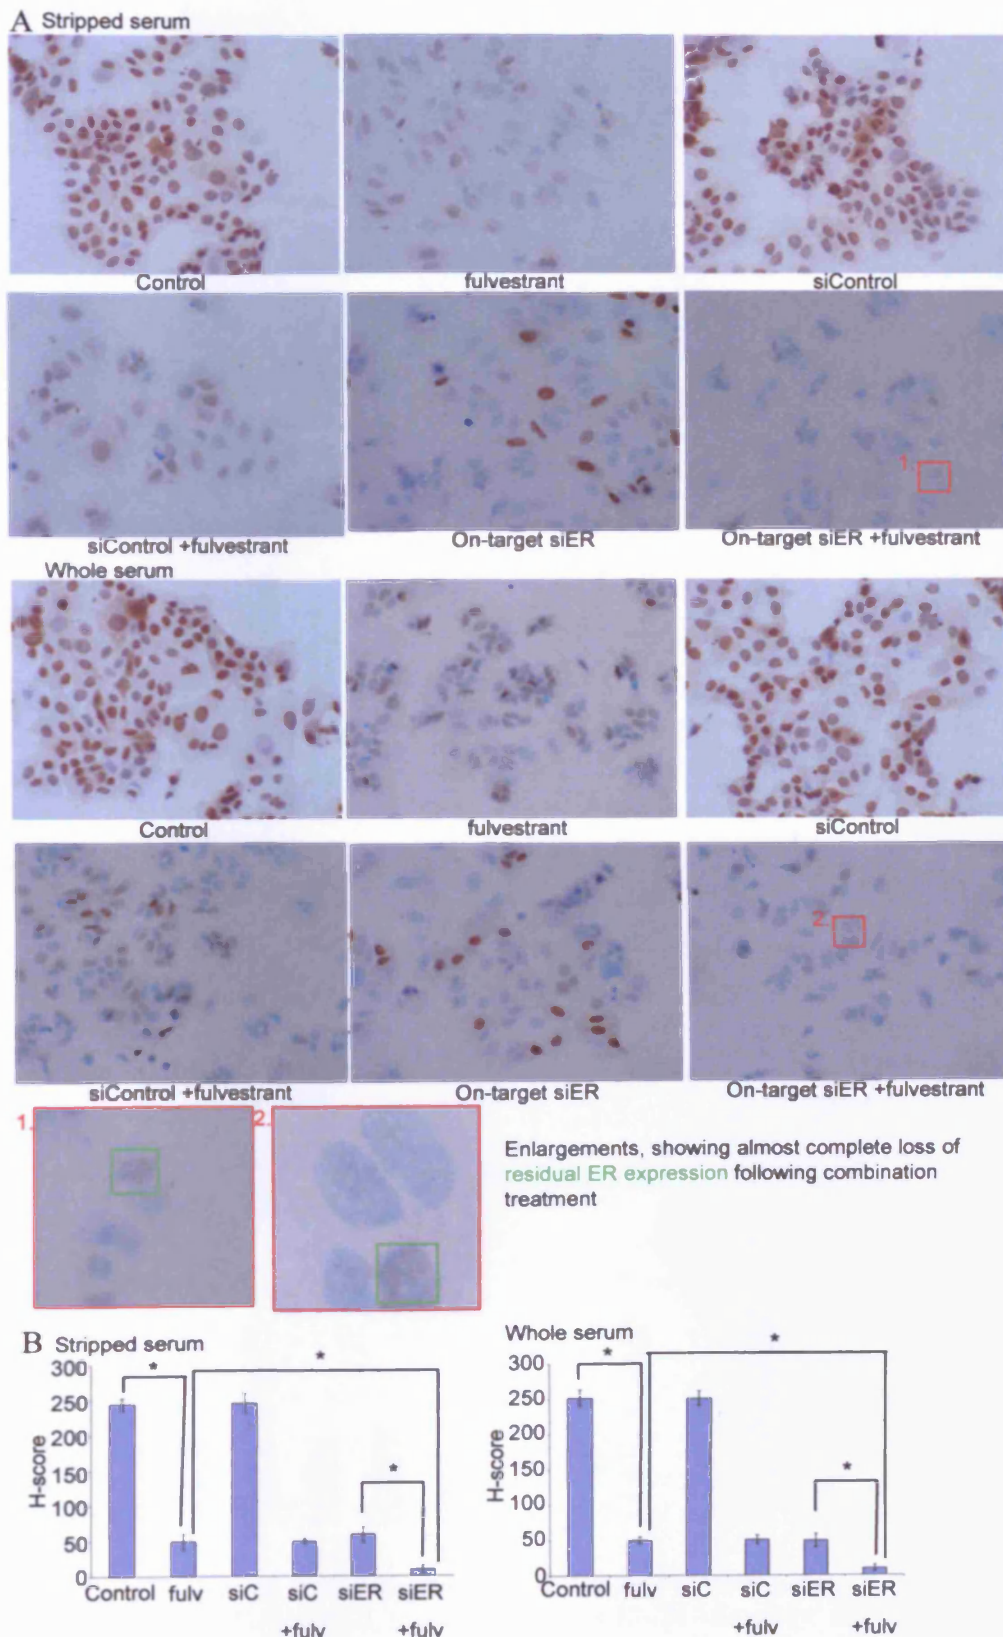 A Stripped serum
Control fulvestrant siControl
1.
siControl +fulvestrant On-target siER On-target siER +fulvestrant
Whole serum
Control fulvestrant siControl
2.
siControl +fulvestrant On-target siER On-target siER +fulvestrant
1. 2.
Enlargements, showing almost complete loss of
residual ER expression following combination
treatment
B Stripped serum
*
*
*
H-score
300
250
200
150
100
50
0
Control fulv siC siC siER siER
+fulv +fulv
Whole serum
*
*
*
H-score
300
250
200
150
100
50
0
Control fulv siC siC siER siER
+fulv +fulv